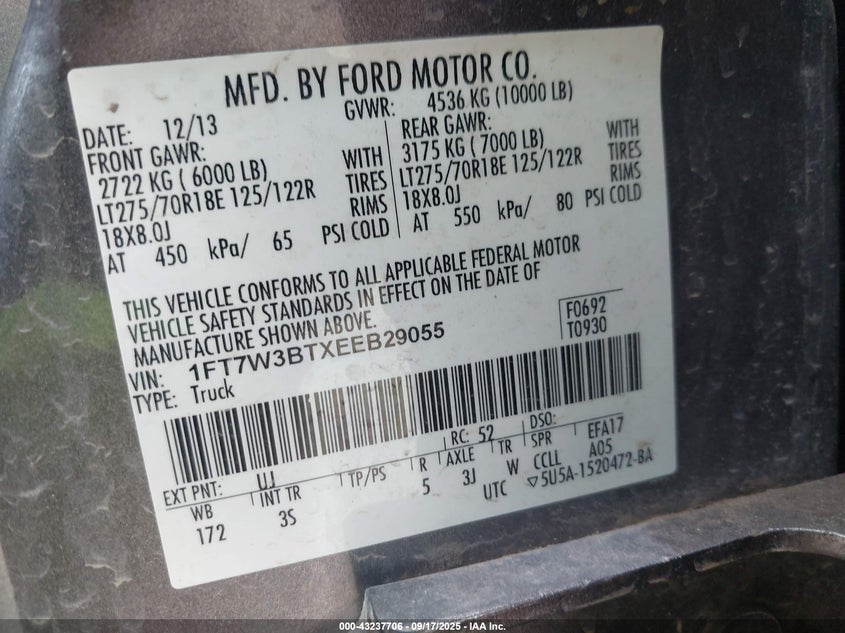 MFD. BY FORD MOTOR CO.
DATE: 12/13
GVWR: 4536 KG (10000 LB)
FRONT GAWR:
2722 KG ( 6000 LB) WITH
LT275/70R18E 125/122R TIRES
18X8.0J RIMS
AT 450 kPa/ 65 PSI COLD
REAR GAWR: WITH
3175 KG ( 7000 LB) TIRES
LT275/70R18E 125/122R RIMS
18X8.0J
AT 550 kPa/ 80 PSI COLD
THIS VEHICLE CONFORMS TO ALL APPLICABLE FEDERAL MOTOR
VEHICLE SAFETY STANDARDS IN EFFECT ON THE DATE OF
MANUFACTURE SHOWN ABOVE.
VIN: 1FT7W3BTXEEB29055
TYPE: Truck
F0692
T0930
EXT PNT: UJ RC: 52 DSO:
WB INT TR TP/PS R AXLE TR SPR EFA17
172 3S 5 3J W CCLL A05
UTC ▽5U5A-1520472-BA
000-43237706 - 09/17/2025 - IAA Inc.